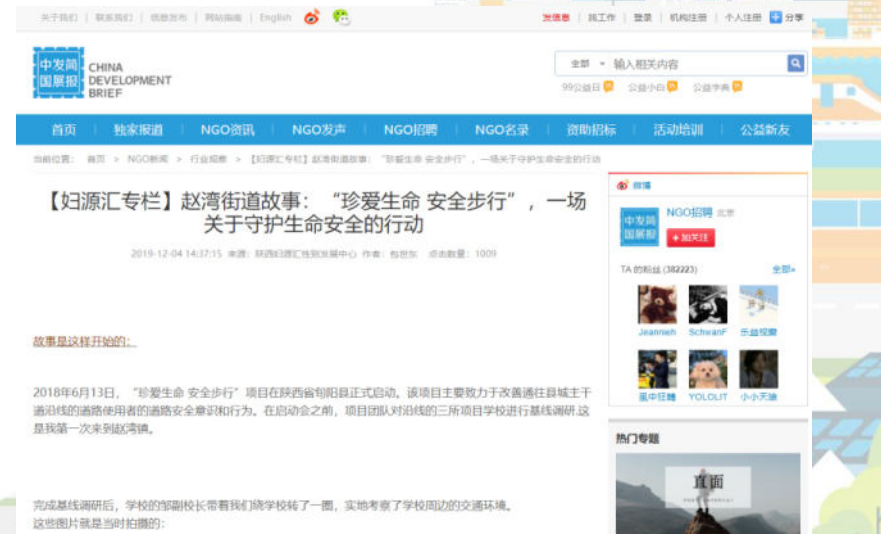 关于我们 | 联系我们 | 信息发布 | 网站指南 | English
发信息 | 找工作 | 登录 | 机构注册 | 个人注册 分享
中发简
国展报
CHINA
DEVELOPMENT
BRIEF
全部 输入相关内容
99公益日 公益小白 公益字典
首页 独家报道 NGO资讯 NGO发声 NGO招聘 NGO名录 资助招标 活动培训 公益新友
当前位置: 首页 > NGO新闻 > 行业观察 > 【妇源汇专栏】赵湾街道故事: “珍爱生命 安全步行”,一场关于守护生命安全的行动
【妇源汇专栏】赵湾街道故事: “珍爱生命 安全步行”,一场
关于守护生命安全的行动
2019-12-04 14:37:15 来源: 陕西妇源汇性别发展中心 作者: 点击数量: 1009
故事是这样开始的:
2018年6月13日, “珍爱生命 安全步行”项目在陕西省旬阳县正式启动。该项目主要致力于改善通往县城主干
道沿线的道路使用者的道路安全意识和行为。在启动会之前,项目团队对沿线的三所项目学校进行基线调研.这
是我第一次来到赵湾镇。
完成基线调研后,学校的邹副校长带着我们绕学校转了一圈,实地考察了学校周边的交通环境。
这些图片就是当时拍摄的:
微博
中发简
国展报
NGO招聘 北京
+加关注
TA 的粉丝 (382223) 全部»
Jeannieh SchwanF 乐益视觉
风中狂睡 YOLOLIT 小小天狼
热门专题
直面